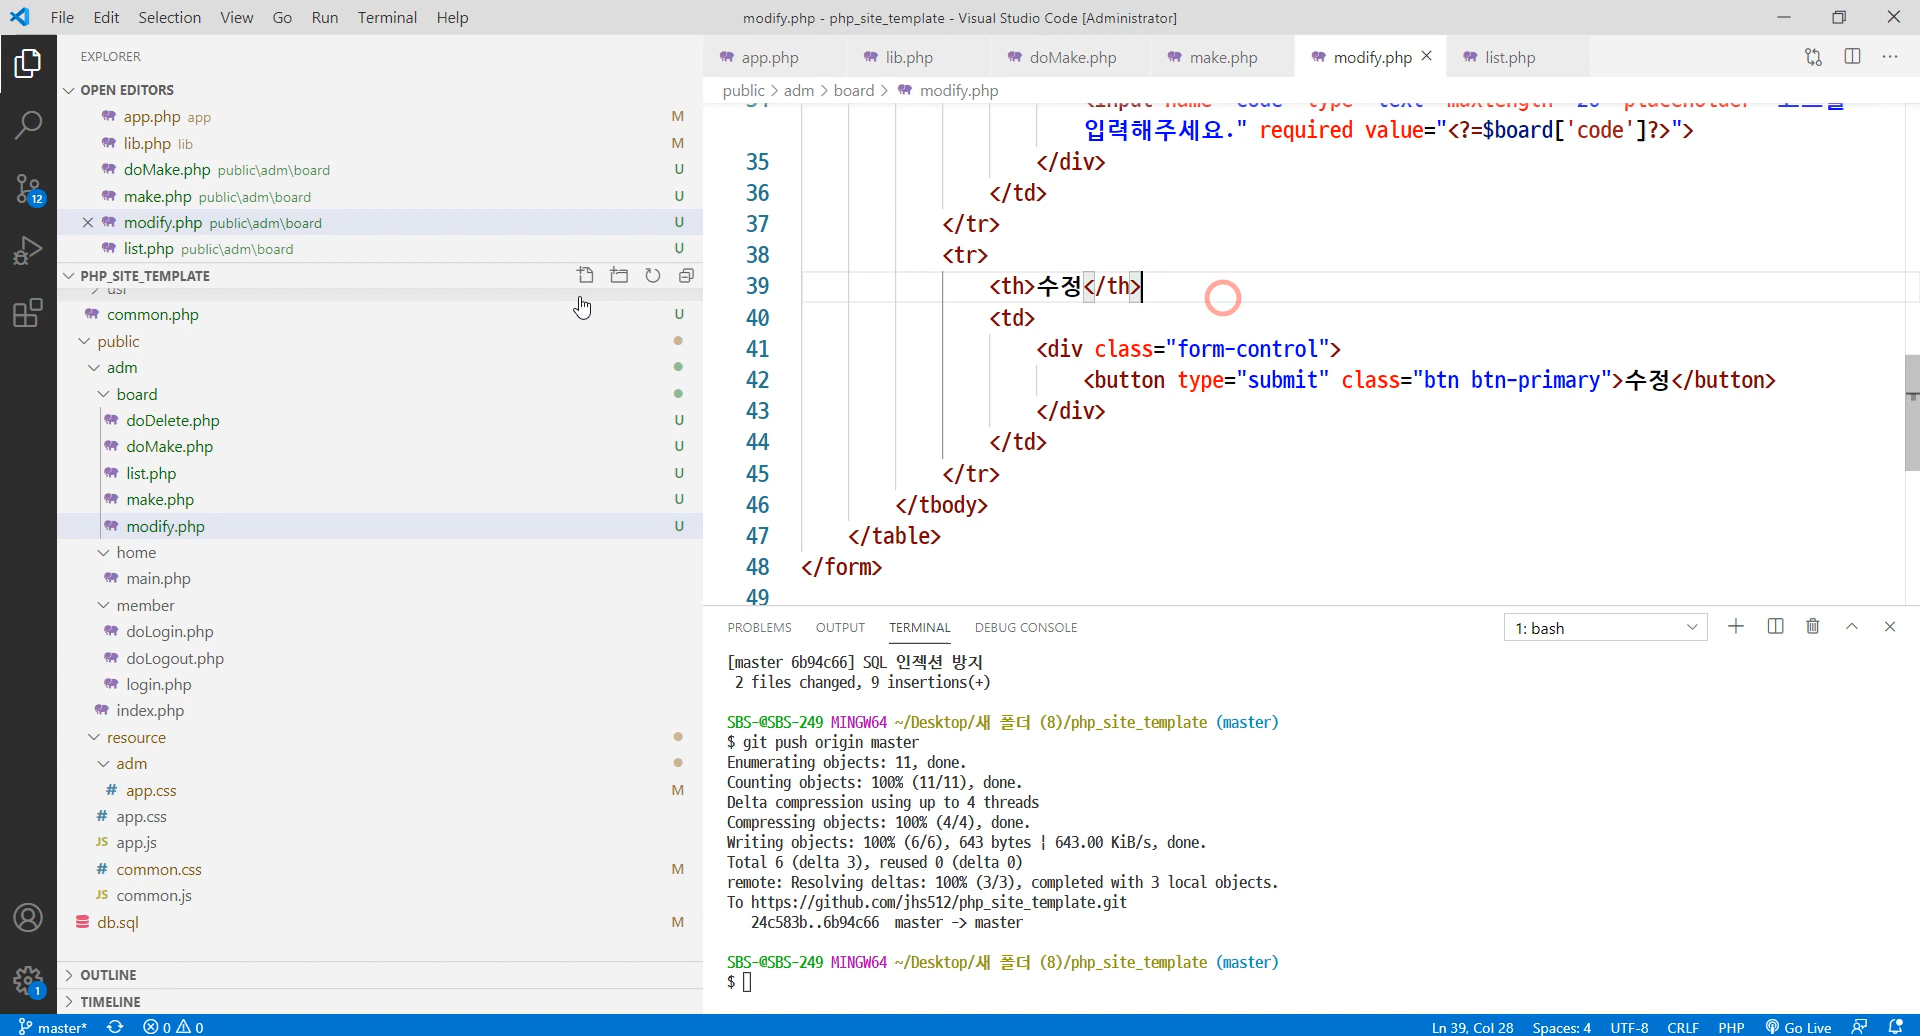 File Edit Selection View Go Run Terminal Help
modify.php - php_site_template - Visual Studio Code [Administrator]
EXPLORER
OPEN EDITORS
app.php app M
lib.php lib M
doMake.php public\adm\board U
make.php public\adm\board U
modify.php public\adm\board U
list.php public\adm\board U
PHP_SITE_TEMPLATE
usr
common.php U
public
adm
board
doDelete.php U
doMake.php U
list.php U
make.php U
modify.php U
home
main.php
member
doLogin.php
doLogout.php
login.php
index.php
resource
adm
# app.css M
# app.css
JS app.js
# common.css M
JS common.js
db.sql M
OUTLINE
TIMELINE
12
1
app.php lib.php doMake.php make.php modify.php list.php
public > adm > board > modify.php
입력해주세요." required value="<?=$board['code']?>">
35 </div>
36 </td>
37 </tr>
38 <tr>
39 <th>수정</th>
40 <td>
41 <div class="form-control">
42 <button type="submit" class="btn btn-primary">수정</button>
43 </div>
44 </td>
45 </tr>
46 </tbody>
47 </table>
48 </form>
49
PROBLEMS OUTPUT TERMINAL DEBUG CONSOLE
1: bash
[master 6b94c66] SQL 인젝션 방지
2 files changed, 9 insertions(+)
SBS-@SBS-249 MINGW64 ~/Desktop/새 폴더 (8)/php_site_template (master)
$ git push origin master
Enumerating objects: 11, done.
Counting objects: 100% (11/11), done.
Delta compression using up to 4 threads
Compressing objects: 100% (4/4), done.
Writing objects: 100% (6/6), 643 bytes | 643.00 KiB/s, done.
Total 6 (delta 3), reused 0 (delta 0)
remote: Resolving deltas: 100% (3/3), completed with 3 local objects.
To https://github.com/jhs512/php_site_template.git
24c583b..6b94c66 master -> master
SBS-@SBS-249 MINGW64 ~/Desktop/새 폴더 (8)/php_site_template (master)
$
master* 0 0 Ln 39, Col 28 Spaces: 4 UTF-8 CRLF PHP Go Live